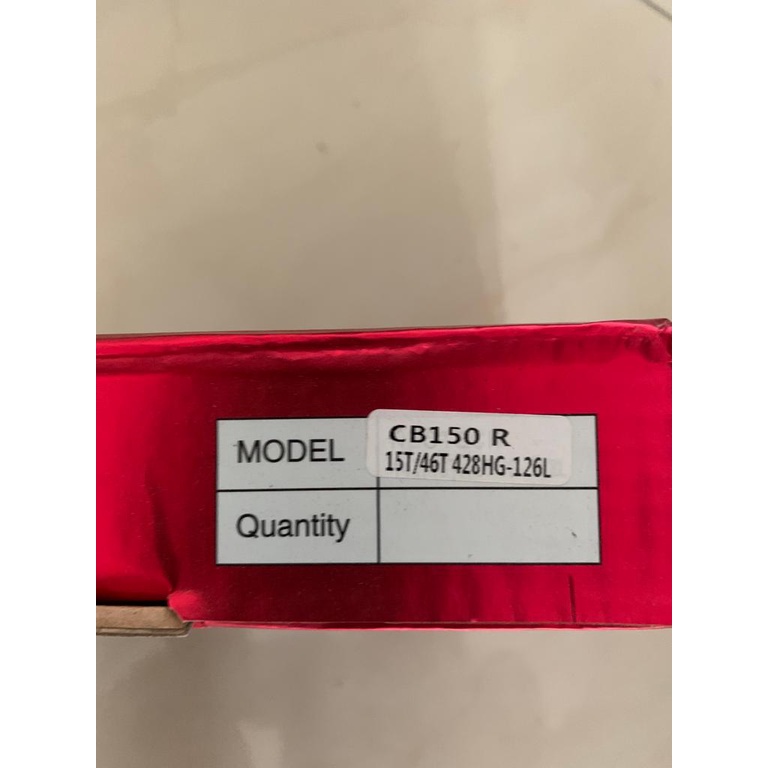 MODEL
CB150 R
15T/46T 428HG-126L
Quantity